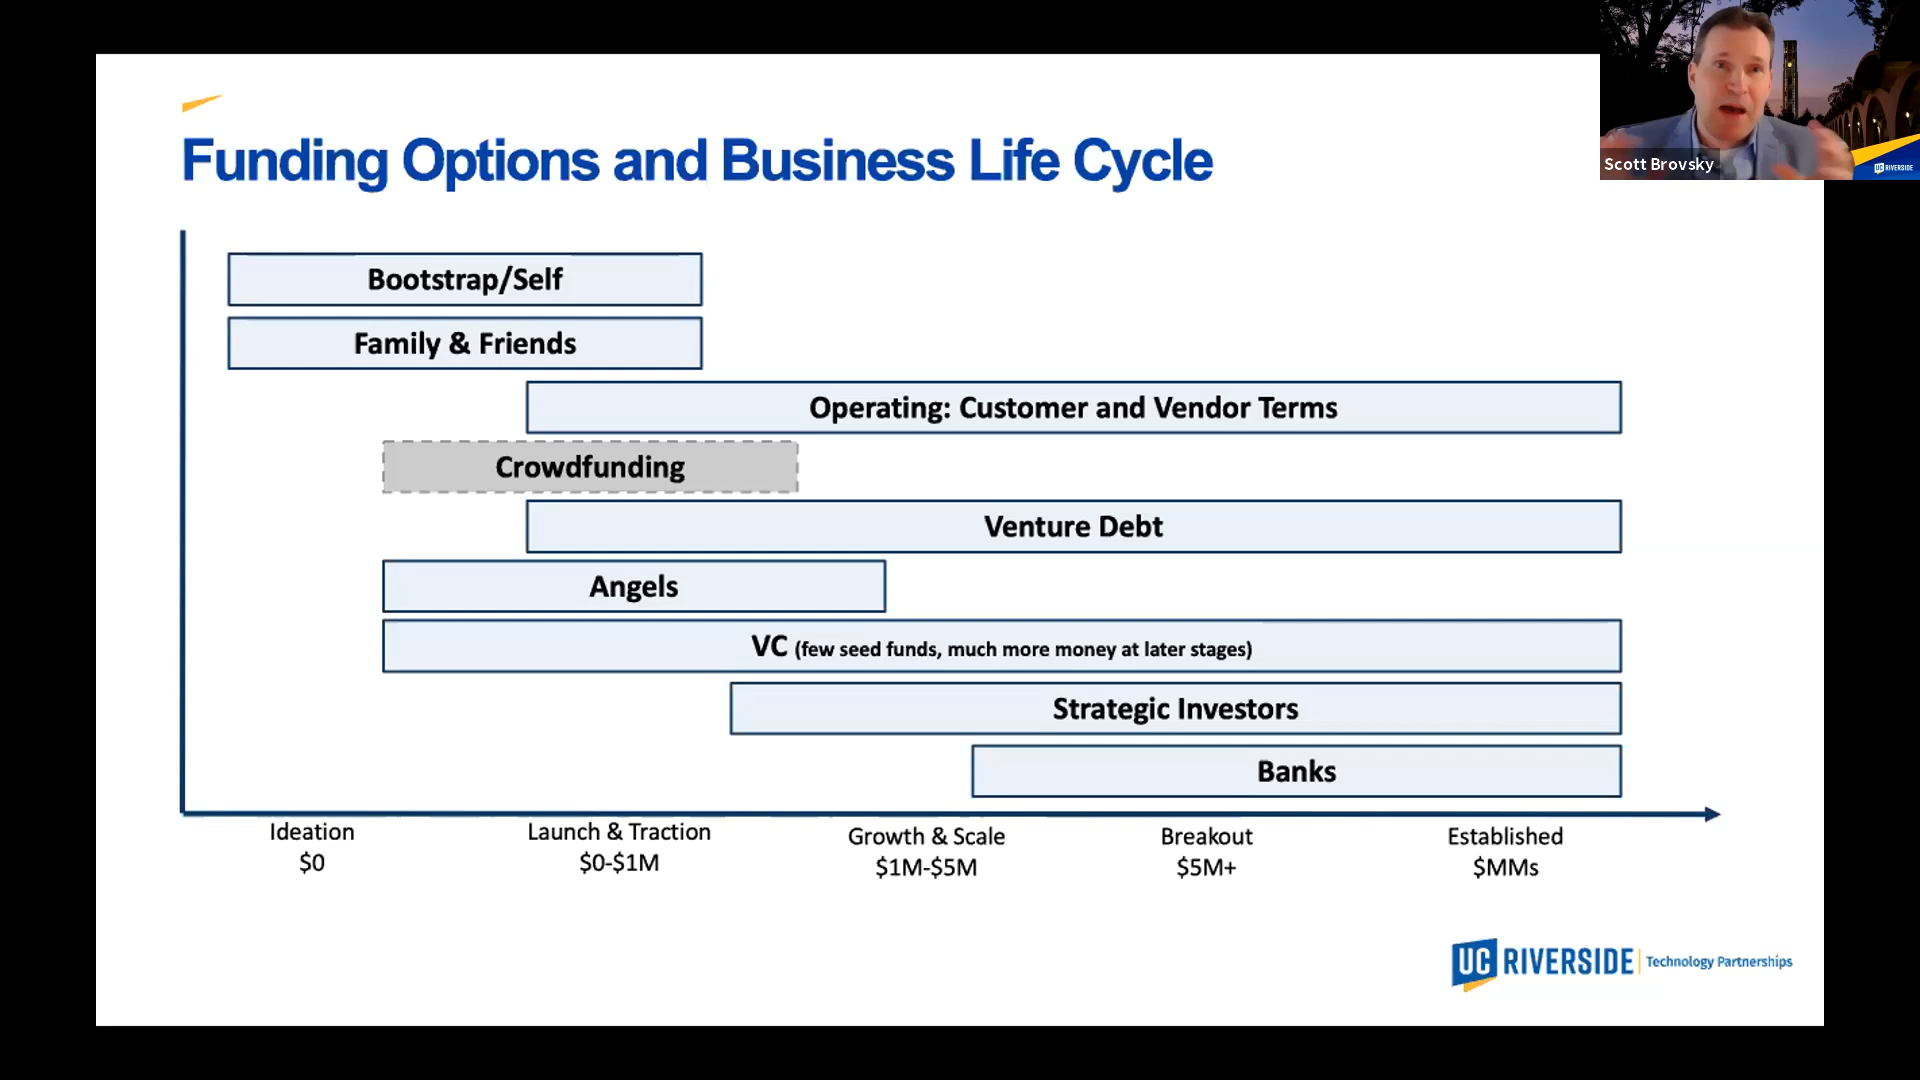 Scott Brovsky
UC RIVERSIDE
Funding Options and Business Life Cycle
Bootstrap/Self
Family & Friends
Operating: Customer and Vendor Terms
Crowdfunding
Venture Debt
Angels
VC (few seed funds, much more money at later stages)
Strategic Investors
Banks
Ideation
$0
Launch & Traction
$0-$1M
Growth & Scale
$1M-$5M
Breakout
$5M+
Established
$MMs
UC RIVERSIDE Technology Partnerships